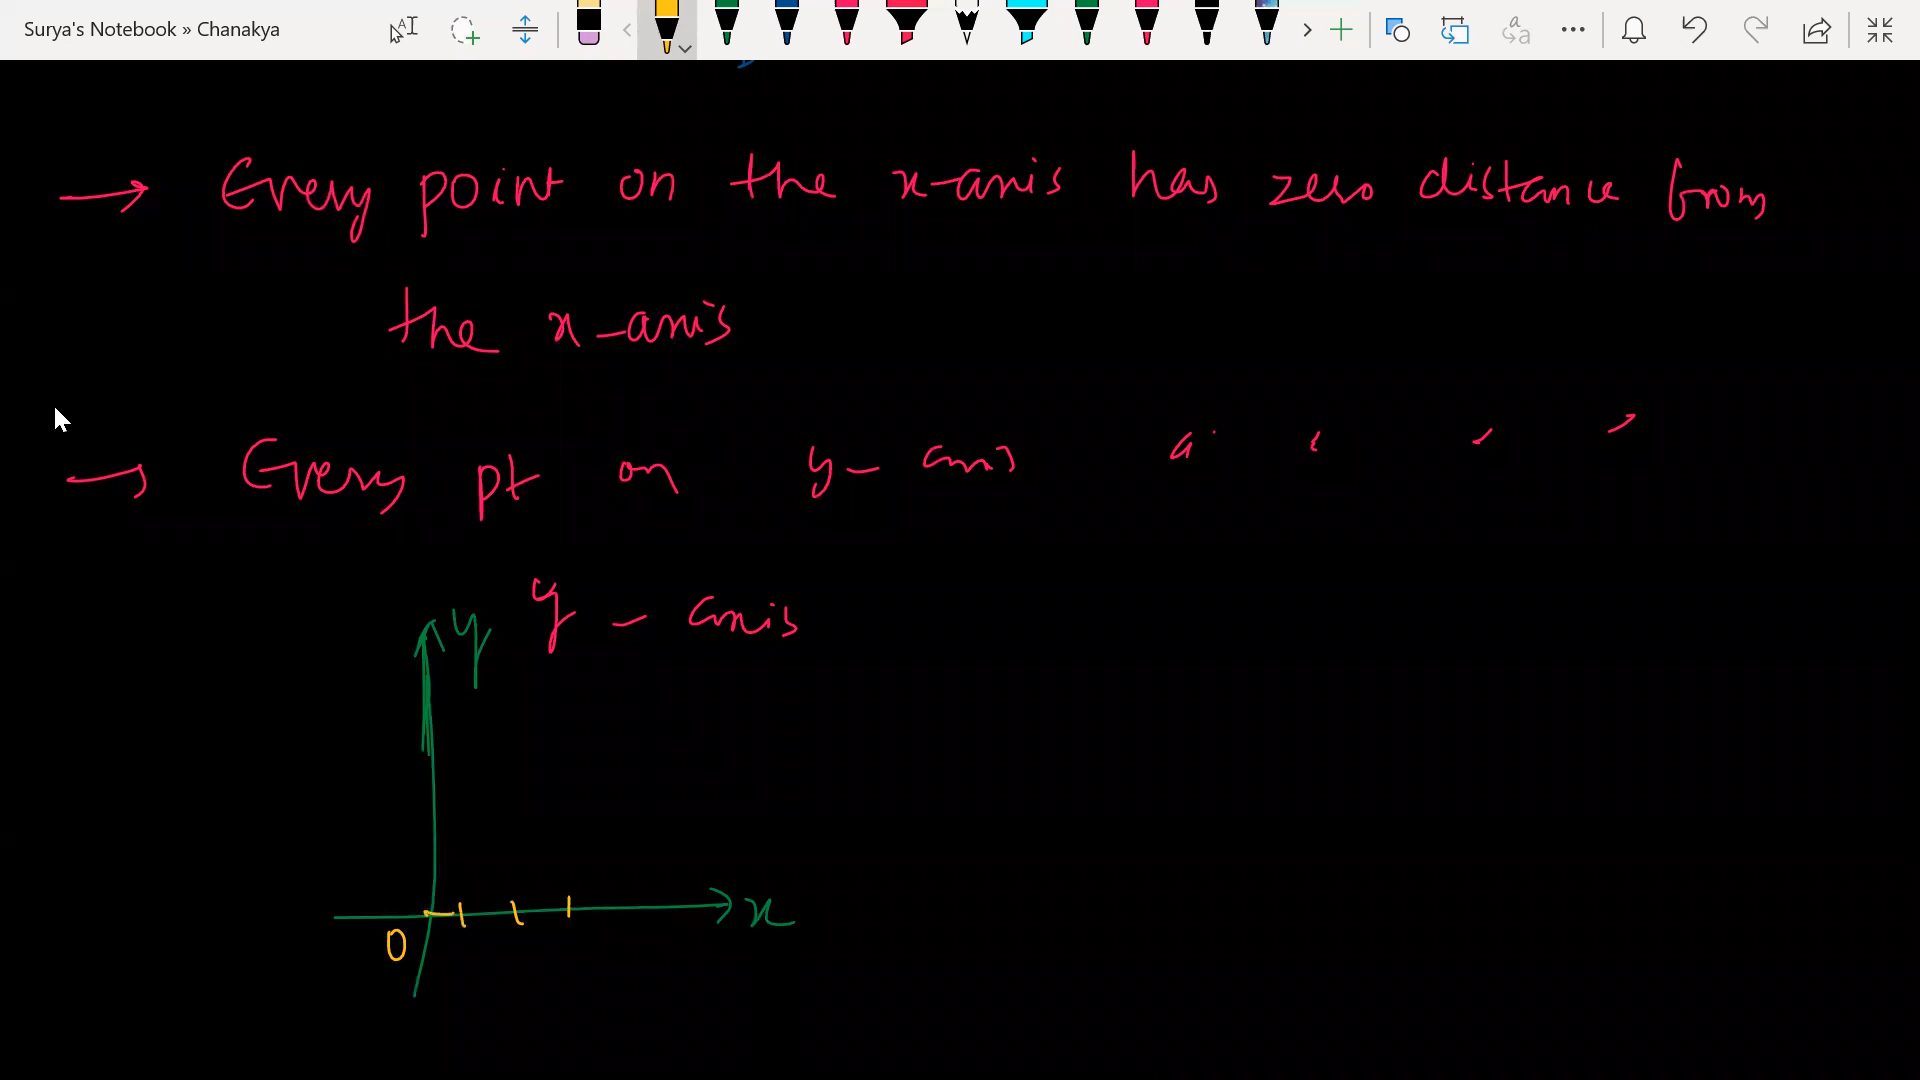 Surya's Notebook » Chanakya
→ Every point on the x-axis has zero distance from
the x-axis
→ Every pt on y-axis " " " "
y-axis
y
0
x